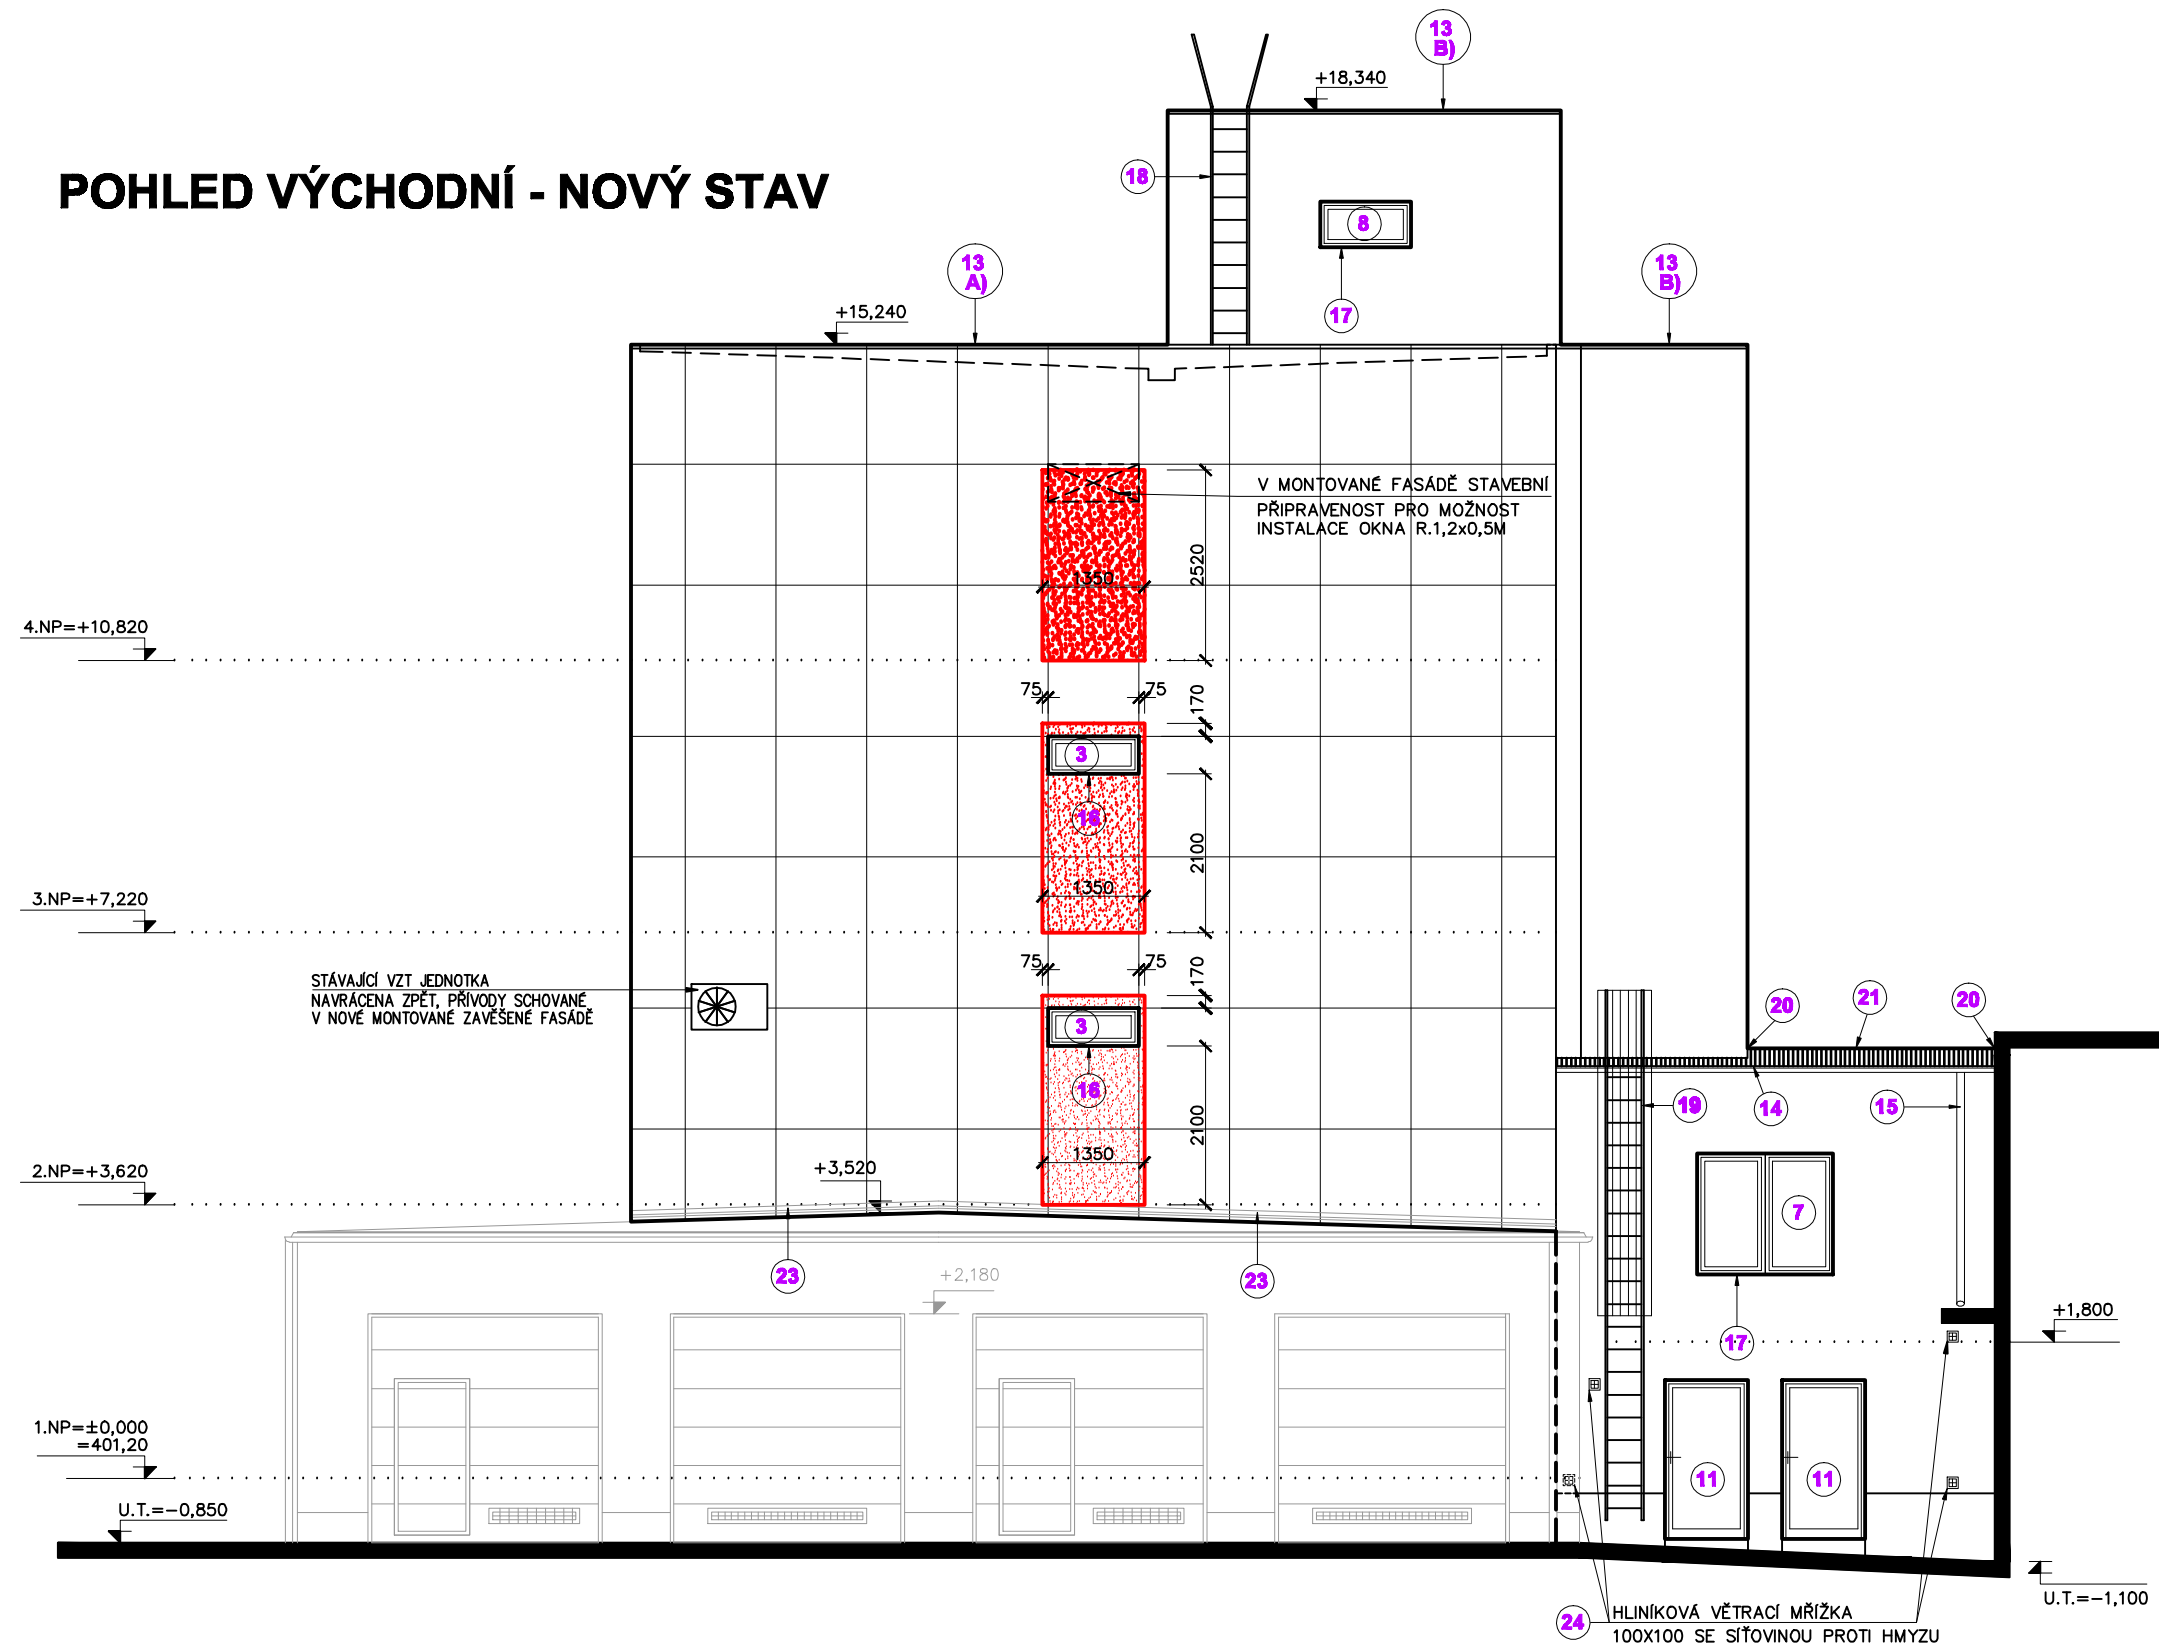 13
B)
+18,340
POHLED VÝCHODNÍ - NOVÝ STAV
18
8
17
13
A)
13
B)
+15,240
V MONTOVANÉ FASÁDĚ STAVEBNÍ
PŘIPRAVENOST PRO MOŽNOST
INSTALACE OKNA R.1,2x0,5M
2520
1350
4.NP=+10,820
75
75
170
3
16
2100
1350
3.NP=+7,220
75
75
170
STÁVAJÍCÍ VZT JEDNOTKA
NAVRÁCENA ZPĚT, PŘÍVODY SCHOVANÉ
V NOVÉ MONTOVANÉ ZAVĚŠENÉ FASÁDĚ
20
21
20
3
16
19
14
15
2100
1350
2.NP=+3,620
+3,520
7
23
23
+2,180
+1,800
17
1.NP=±0,000
=401,20
11
11
U.T.=-0,850
U.T.=-1,100
24
HLINÍKOVÁ VĚTRACÍ MŘÍŽKA
100X100 SE SÍŤOVINOU PROTI HMYZU